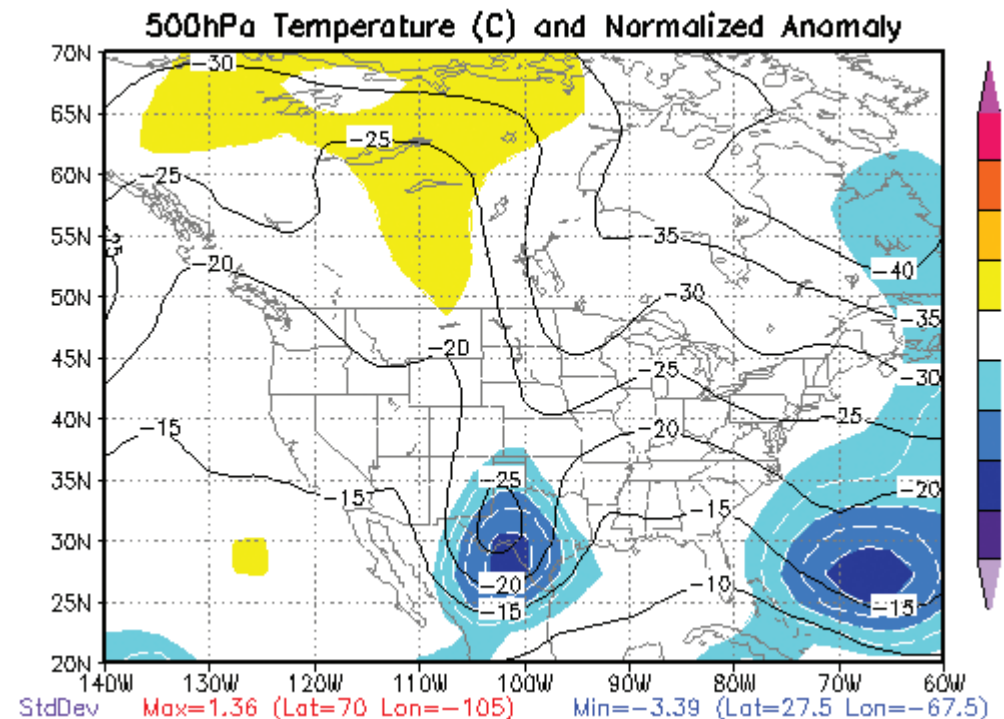 500hPa Temperature (C) and Normalized Anomaly
70N
-30
65N
-25
60N
-25
55N
-35
-20
-40
50N
-30
-35
45N
-20
-25
-30
40N
-15
-20
-25
35N
-15
-25
-20
30N
-15
25N
-20
-15
-10
-15
20N
140W 130W 120W 110W 100W 90W 80W 70W 60W
StdDev Max=1.36 (Lat=70 Lon=-105) Min=-3.39 (Lat=27.5 Lon=-67.5)